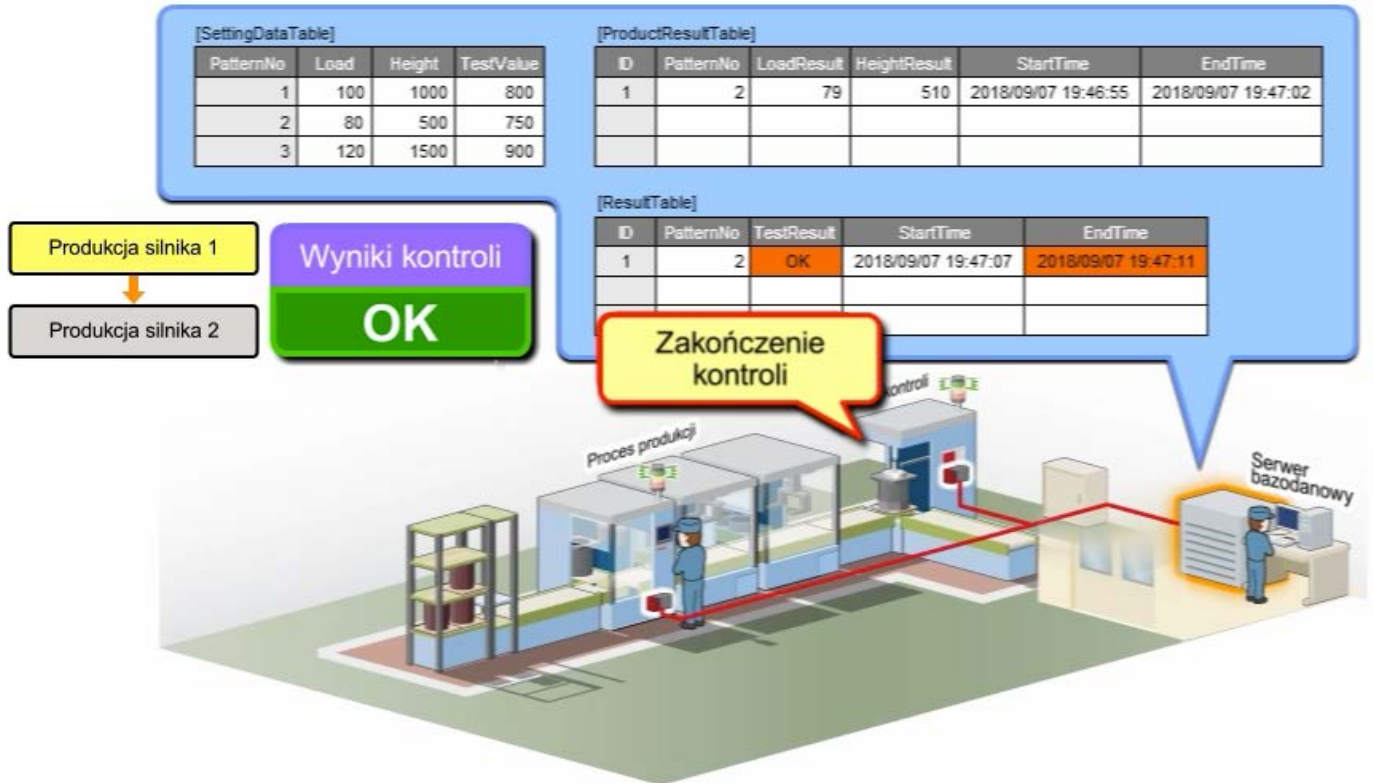 [SettingDataTable]
PatternNo Load Height TestValue
1 100 1000 800
2 80 500 750
3 120 1500 900
[ProductResultTable]
ID PatternNo LoadResult HeightResult StartTime EndTime
1 2 79 510 2018/09/07 19:46:55 2018/09/07 19:47:02
[ResultTable]
ID PatternNo TestResult StartTime EndTime
1 2 OK 2018/09/07 19:47:07 2018/09/07 19:47:11
Produkcja silnika 1
Produkcja silnika 2
Wyniki kontroli
OK
Zakończenie
kontroli
kontroli
Proces produkcji
Serwer
bazodanowy